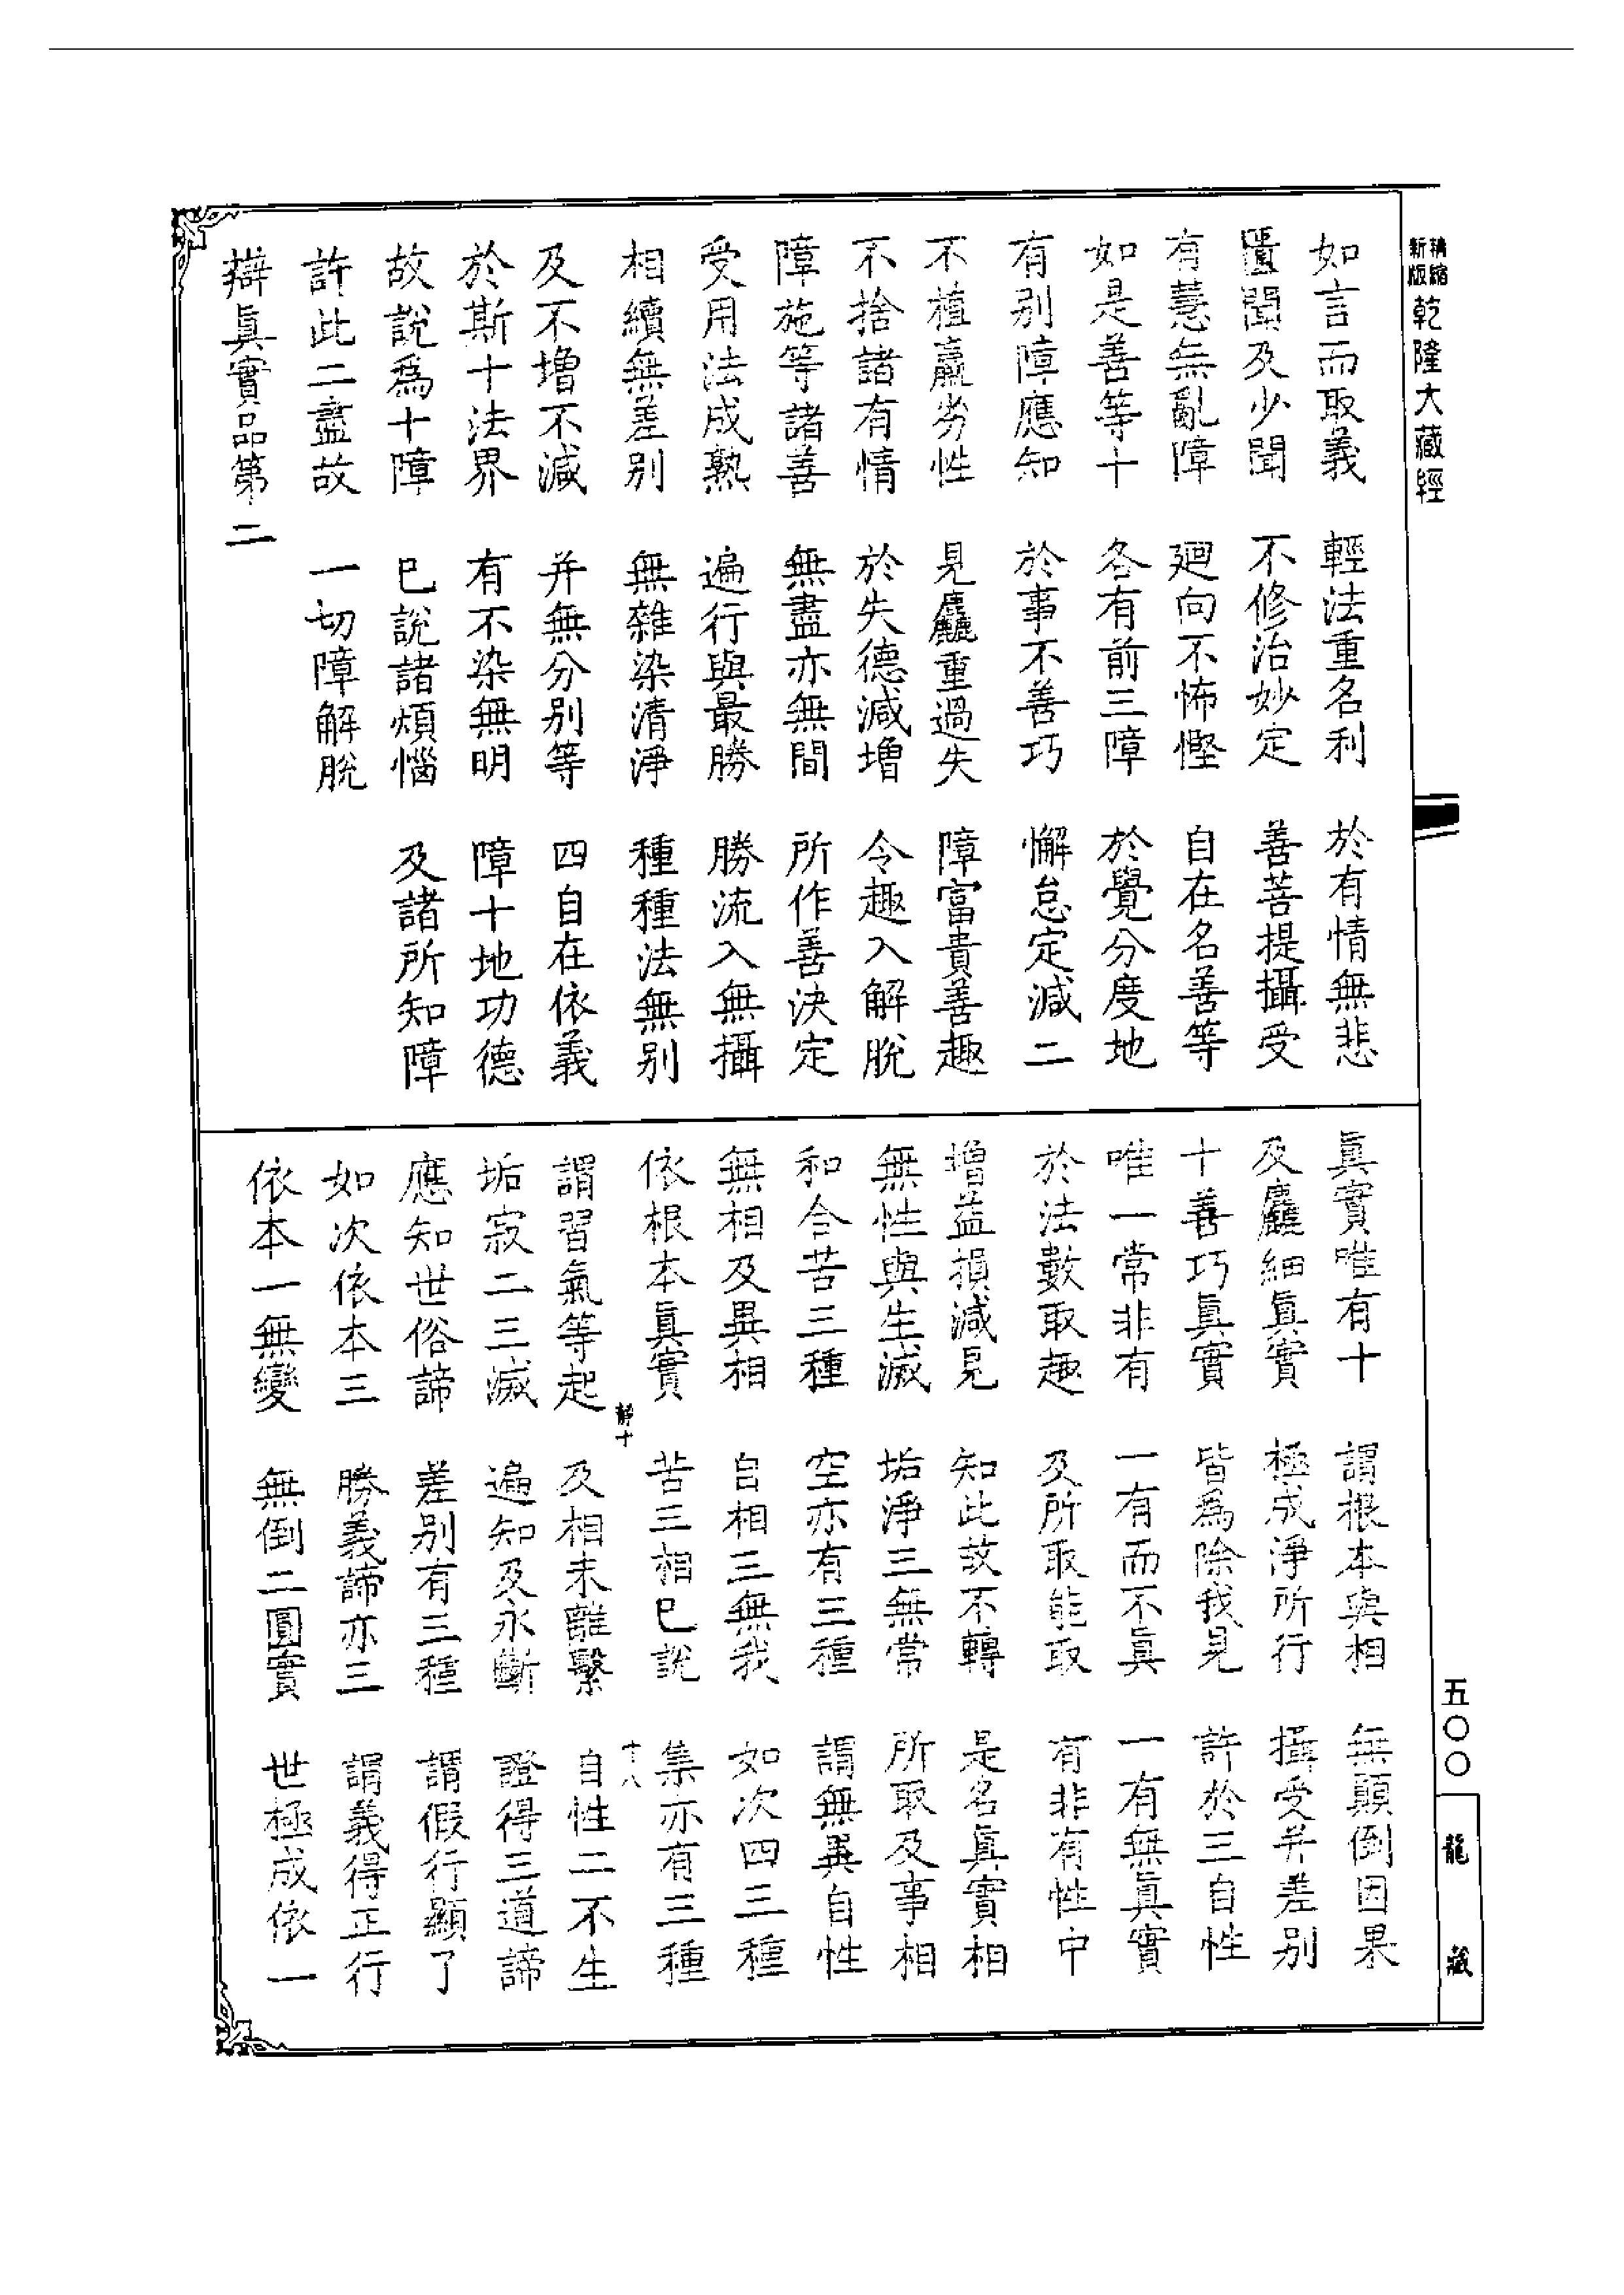 精縮新版乾隆大藏經
如言而取義 輕法重名利 於有情無悲
匱聞及少聞 不修治妙定 善菩提攝受
有慧無亂障 廻向不怖慳 自在名善等
如是善等十 各有前三障 於覺分度地
有別障應知 於事不善巧 懈怠定減二
不植羸劣性 見麤重過失 障富貴善趣
不捨諸有情 於失德減增 令趣入解脫
障施等諸善 無盡亦無間 所作善決定
受用法成熟 遍行與最勝 勝流入無攝
相續無差別 無雜染清淨 種種法無別
及不增不減 并無分別等 四自在依義
於斯十法界 有不染無明 障十地功德
故說為十障 已說諸煩惱 及諸所知障
許此二盡故 一切障解脫
辯眞實品第二
眞實唯有十 謂根本與相 無顛倒因果
及麤細眞實 極成淨所行 攝受并差別
十善巧眞實 皆為除我見 許於三自性
唯一常非有 一有而不眞 一有無眞實
於法數取趣 及所取能取 有非有性中
增益損減見 知此故不轉 是名眞實相
無性與生滅 垢淨三無常 所取及事相
和合苦三種 空亦有三種 謂無異自性
無相及異相 自相三無我 如次四三種
依根本眞實 苦三相已說 集亦有三種
靜十 十八
謂習氣等起 及相未離繫 自性二不生
垢寂二三滅 遍知及永斷 證得三道諦
應知世俗諦 差別有三種 謂假行顯了
如次依本三 勝義諦亦三 謂義得正行
依本一無變 無倒二圓實 世極成依一
五〇〇
龍藏